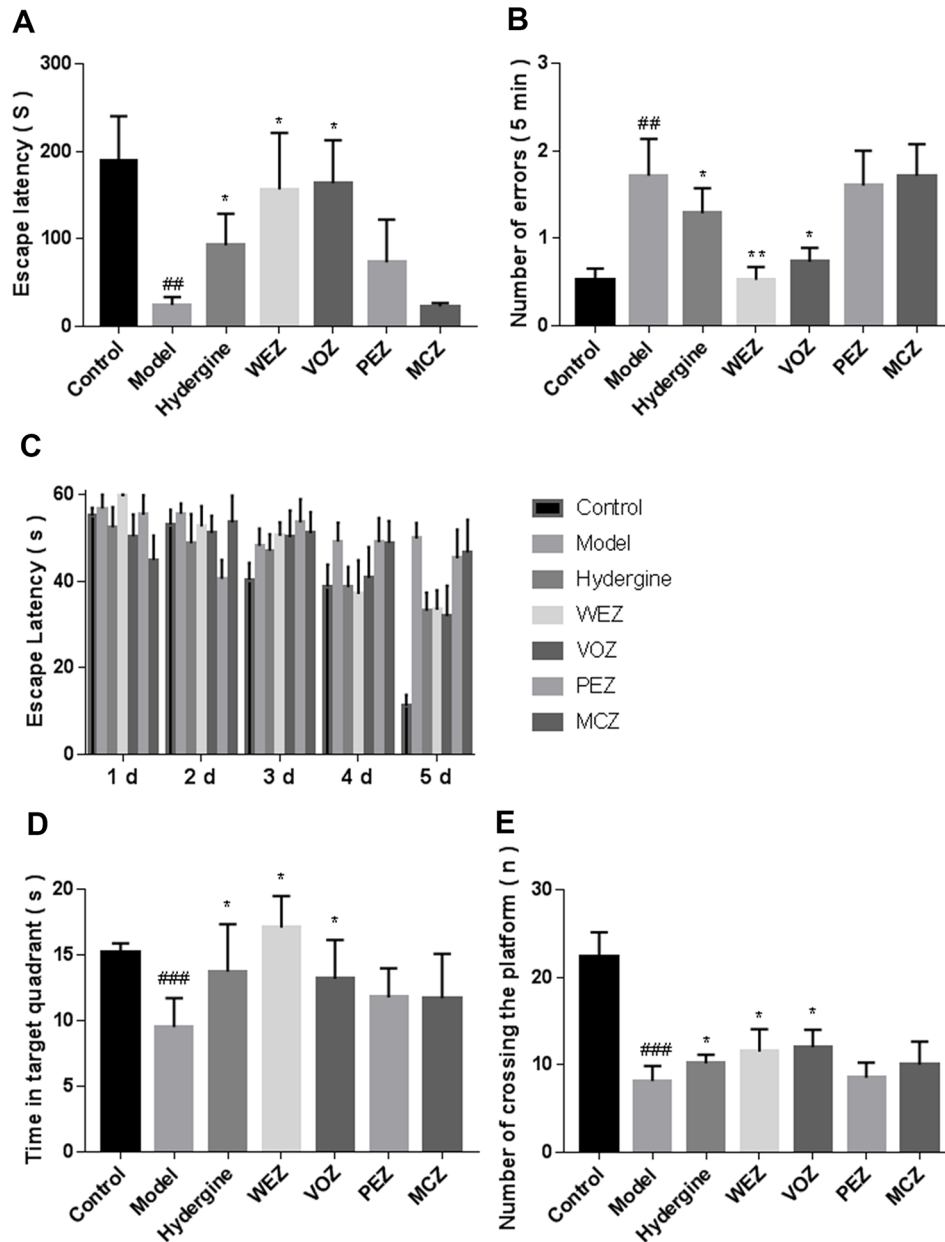 A
Escape latency ( S )
300
200
100
0
##
*
*
*
Control
Model
Hydergine
WEZ
VOZ
PEZ
MCZ
B
Number of errors ( 5 min )
3
2
1
0
##
*
**
*
Control
Model
Hydergine
WEZ
VOZ
PEZ
MCZ
C
Escape Latency ( s )
60
40
20
0
1 d
2 d
3 d
4 d
5 d
Control
Model
Hydergine
WEZ
VOZ
PEZ
MCZ
D
Time in target quadrant ( s )
20
15
10
5
0
###
*
*
*
Control
Model
Hydergine
WEZ
VOZ
PEZ
MCZ
E
Number of crossing the platform ( n )
30
20
10
0
###
*
*
*
Control
Model
Hydergine
WEZ
VOZ
PEZ
MCZ